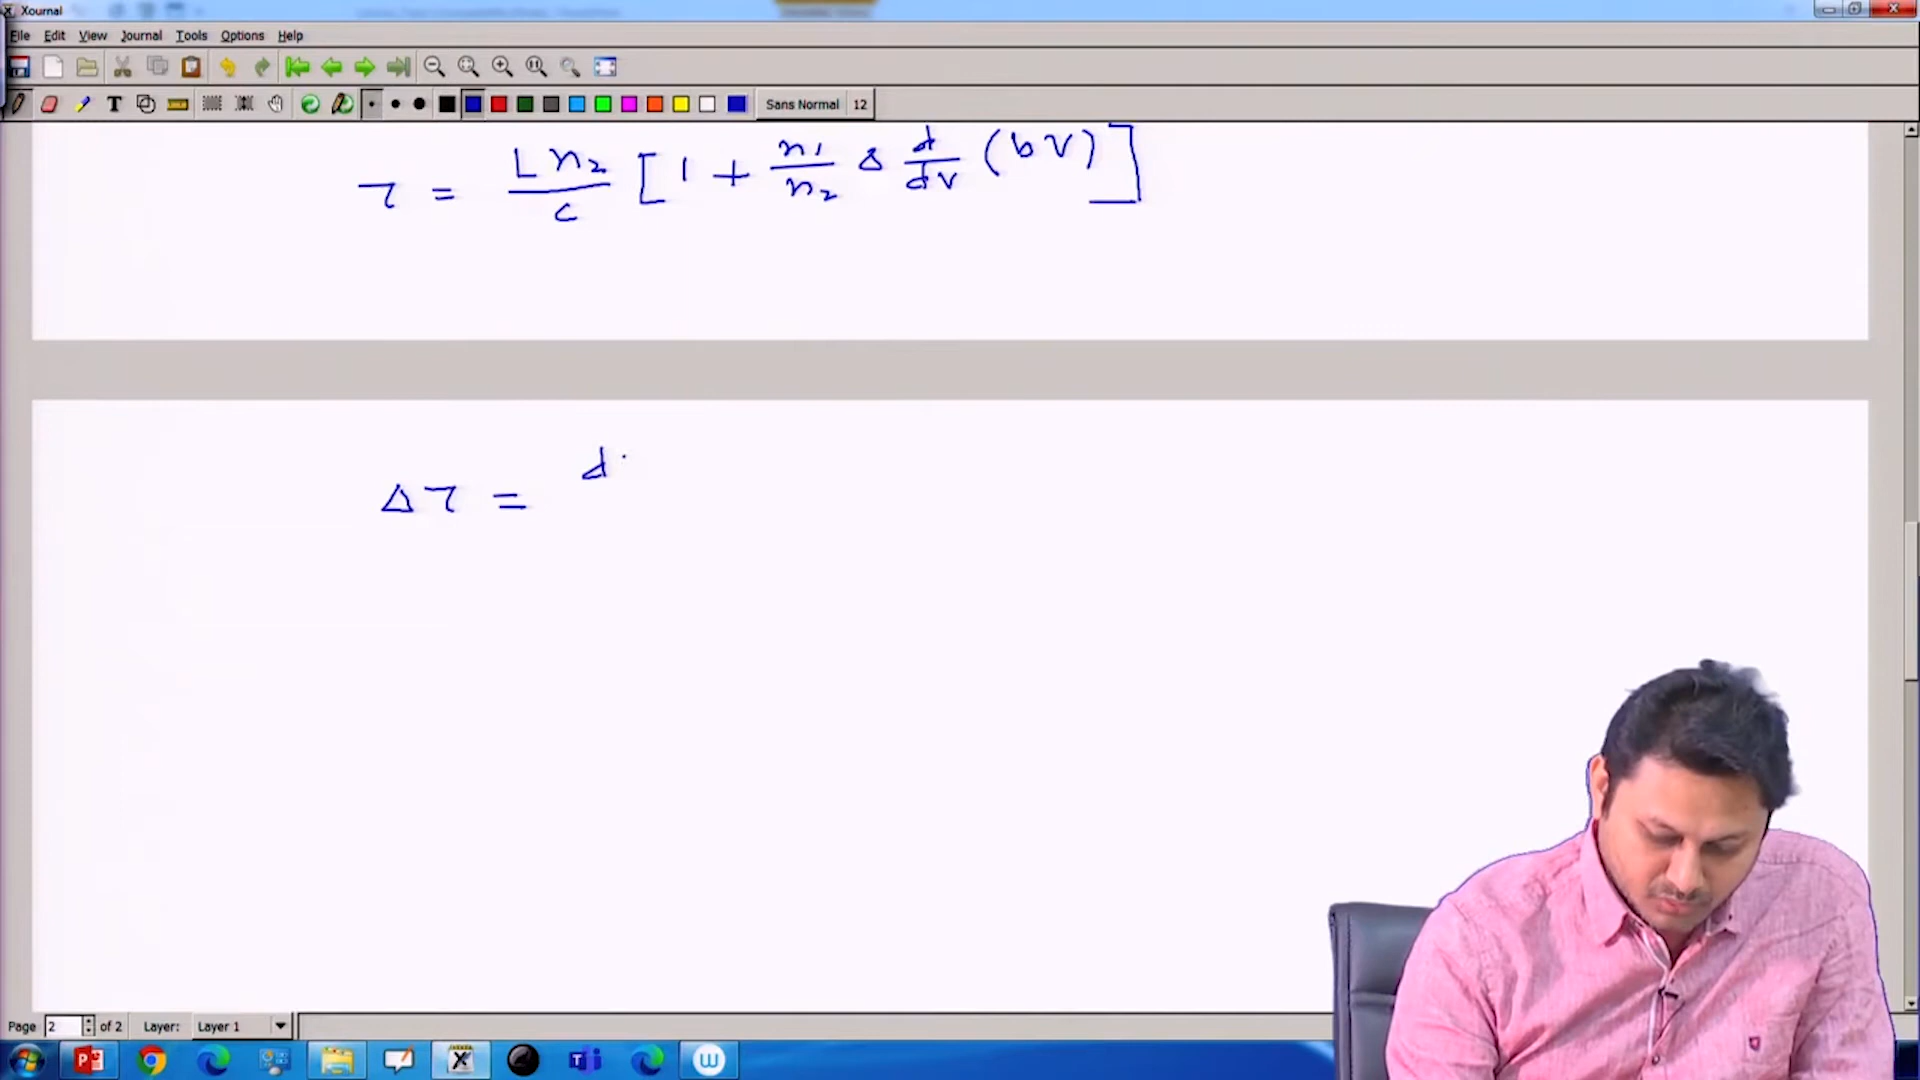 Xournal
File Edit View Journal Tools Options Help
Sans Normal 12
τ = L n₂ / c [ 1 + n₁ / n₂ Δ d / dV (bV) ]
Δτ = d
Page 2 of 2 Layer: Layer 1